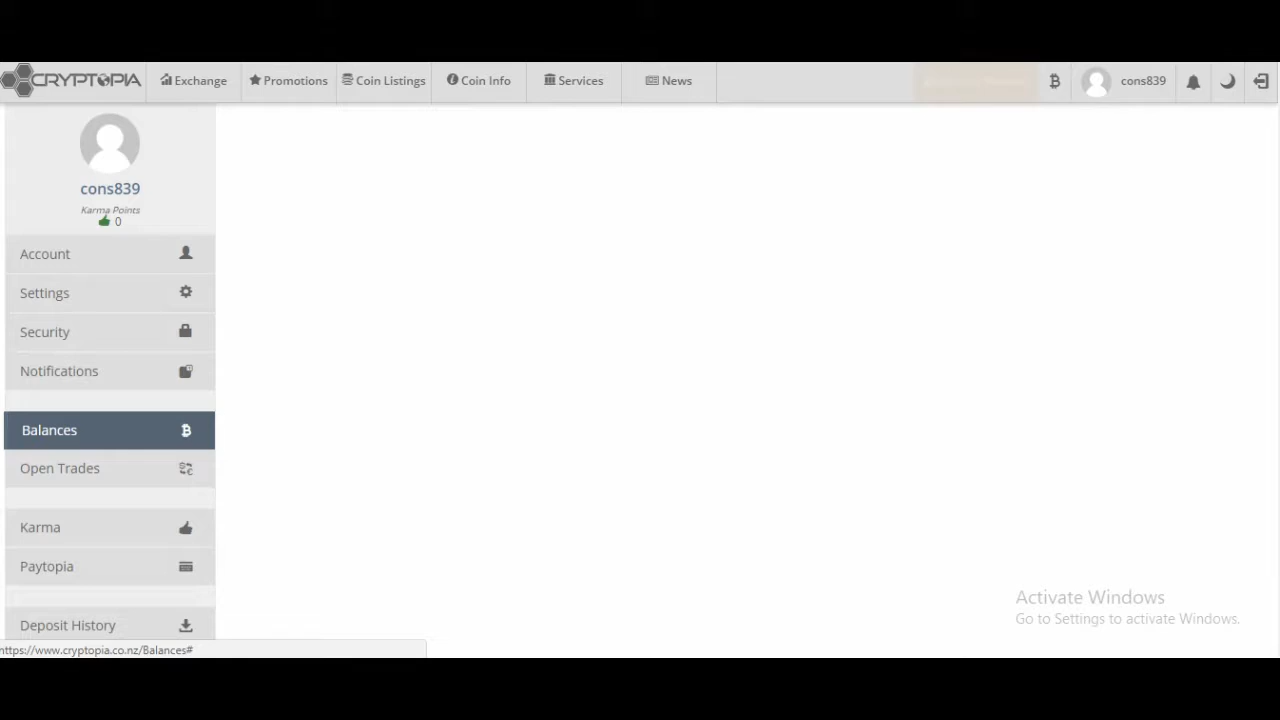 CRYPTOPIA
Exchange
Promotions
Coin Listings
Coin Info
Services
News
cons839
cons839
Karma Points
0
Account
Settings
Security
Notifications
Balances
Open Trades
Karma
Paytopia
Deposit History
https://www.cryptopia.co.nz/Balances#
Activate Windows
Go to Settings to activate Windows.